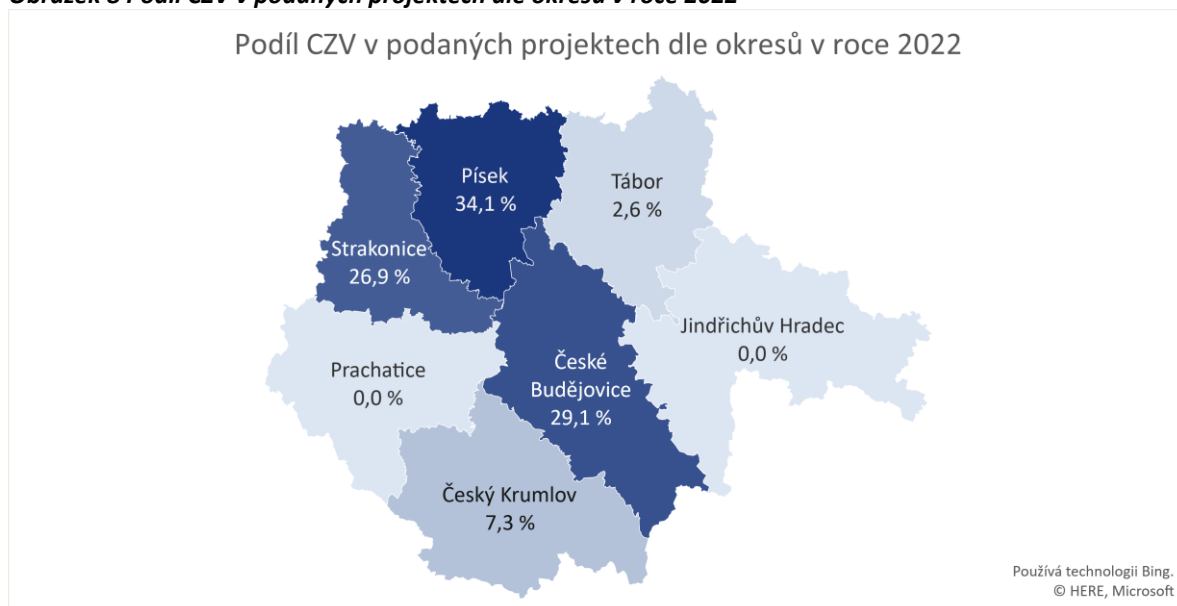 Podíl CZV v podaných projektech dle okresů v roce 2022
Písek
34,1 %
Tábor
2,6 %
Strakonice
26,9 %
Jindřichův Hradec
0,0 %
České
Budějovice
29,1 %
Prachatice
0,0 %
Český Krumlov
7,3 %
Používá technologii Bing.
© HERE, Microsoft